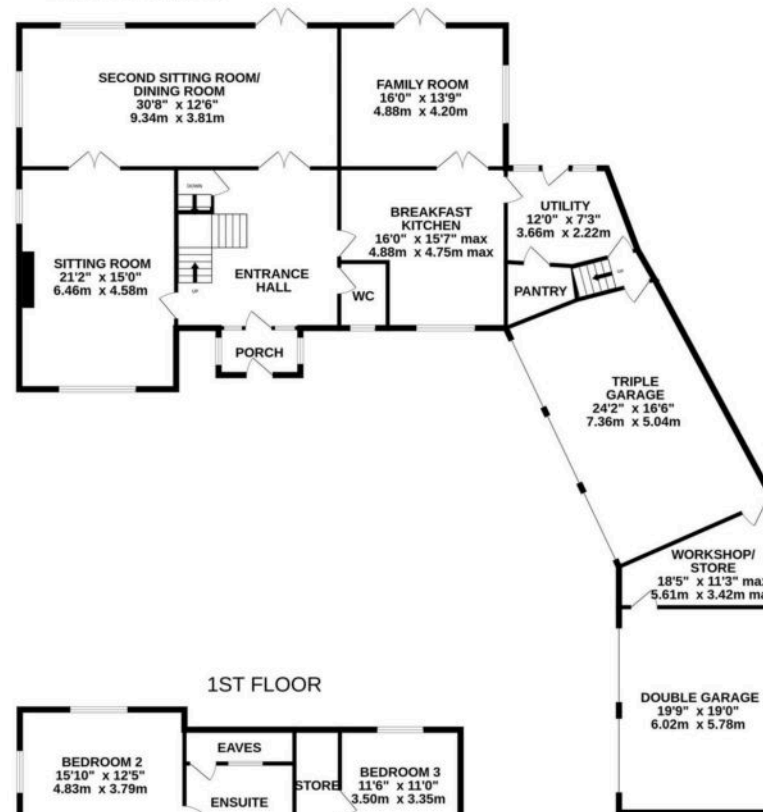 SECOND SITTING ROOM/
DINING ROOM
30'8" x 12'6"
9.34m x 3.81m
FAMILY ROOM
16'0" x 13'9"
4.88m x 4.20m
DOWN
UP
SITTING ROOM
21'2" x 15'0"
6.46m x 4.58m
ENTRANCE
HALL
BREAKFAST
KITCHEN
16'0" x 15'7" max
4.88m x 4.75m max
WC
UTILITY
12'0" x 7'3"
3.66m x 2.22m
PANTRY
UP
PORCH
TRIPLE
GARAGE
24'2" x 16'6"
7.36m x 5.04m
WORKSHOP/
STORE
18'5" x 11'3" max
5.61m x 3.42m ma
DOUBLE GARAGE
19'9" x 19'0"
6.02m x 5.78m
1ST FLOOR
BEDROOM 2
15'10" x 12'5"
4.83m x 3.79m
EAVES
ENSUITE
STORE
BEDROOM 3
11'6" x 11'0"
3.50m x 3.35m